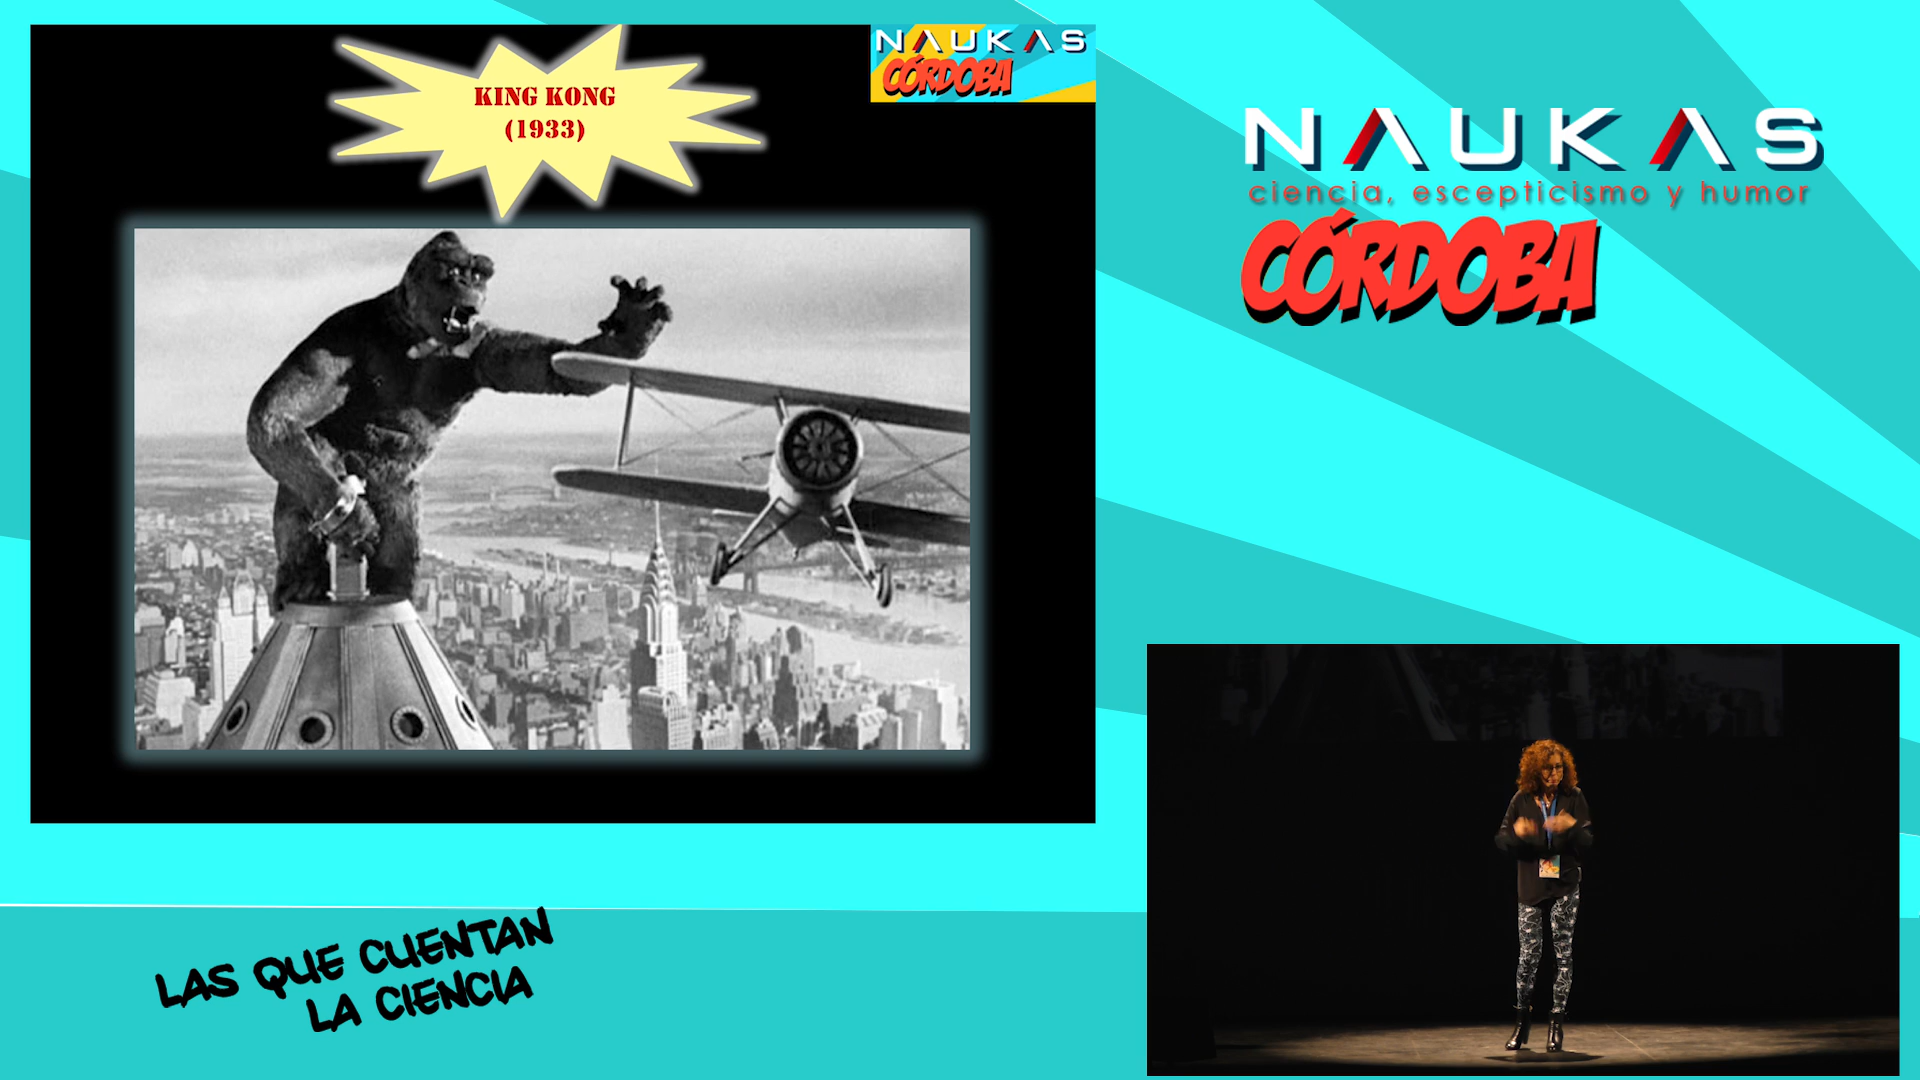 KING KONG
(1933)
NAUKAS
CÓRDOBA
NAUKAS
ciencia, escepticismo y humor
CÓRDOBA
LAS QUE CUENTAN
LA CIENCIA